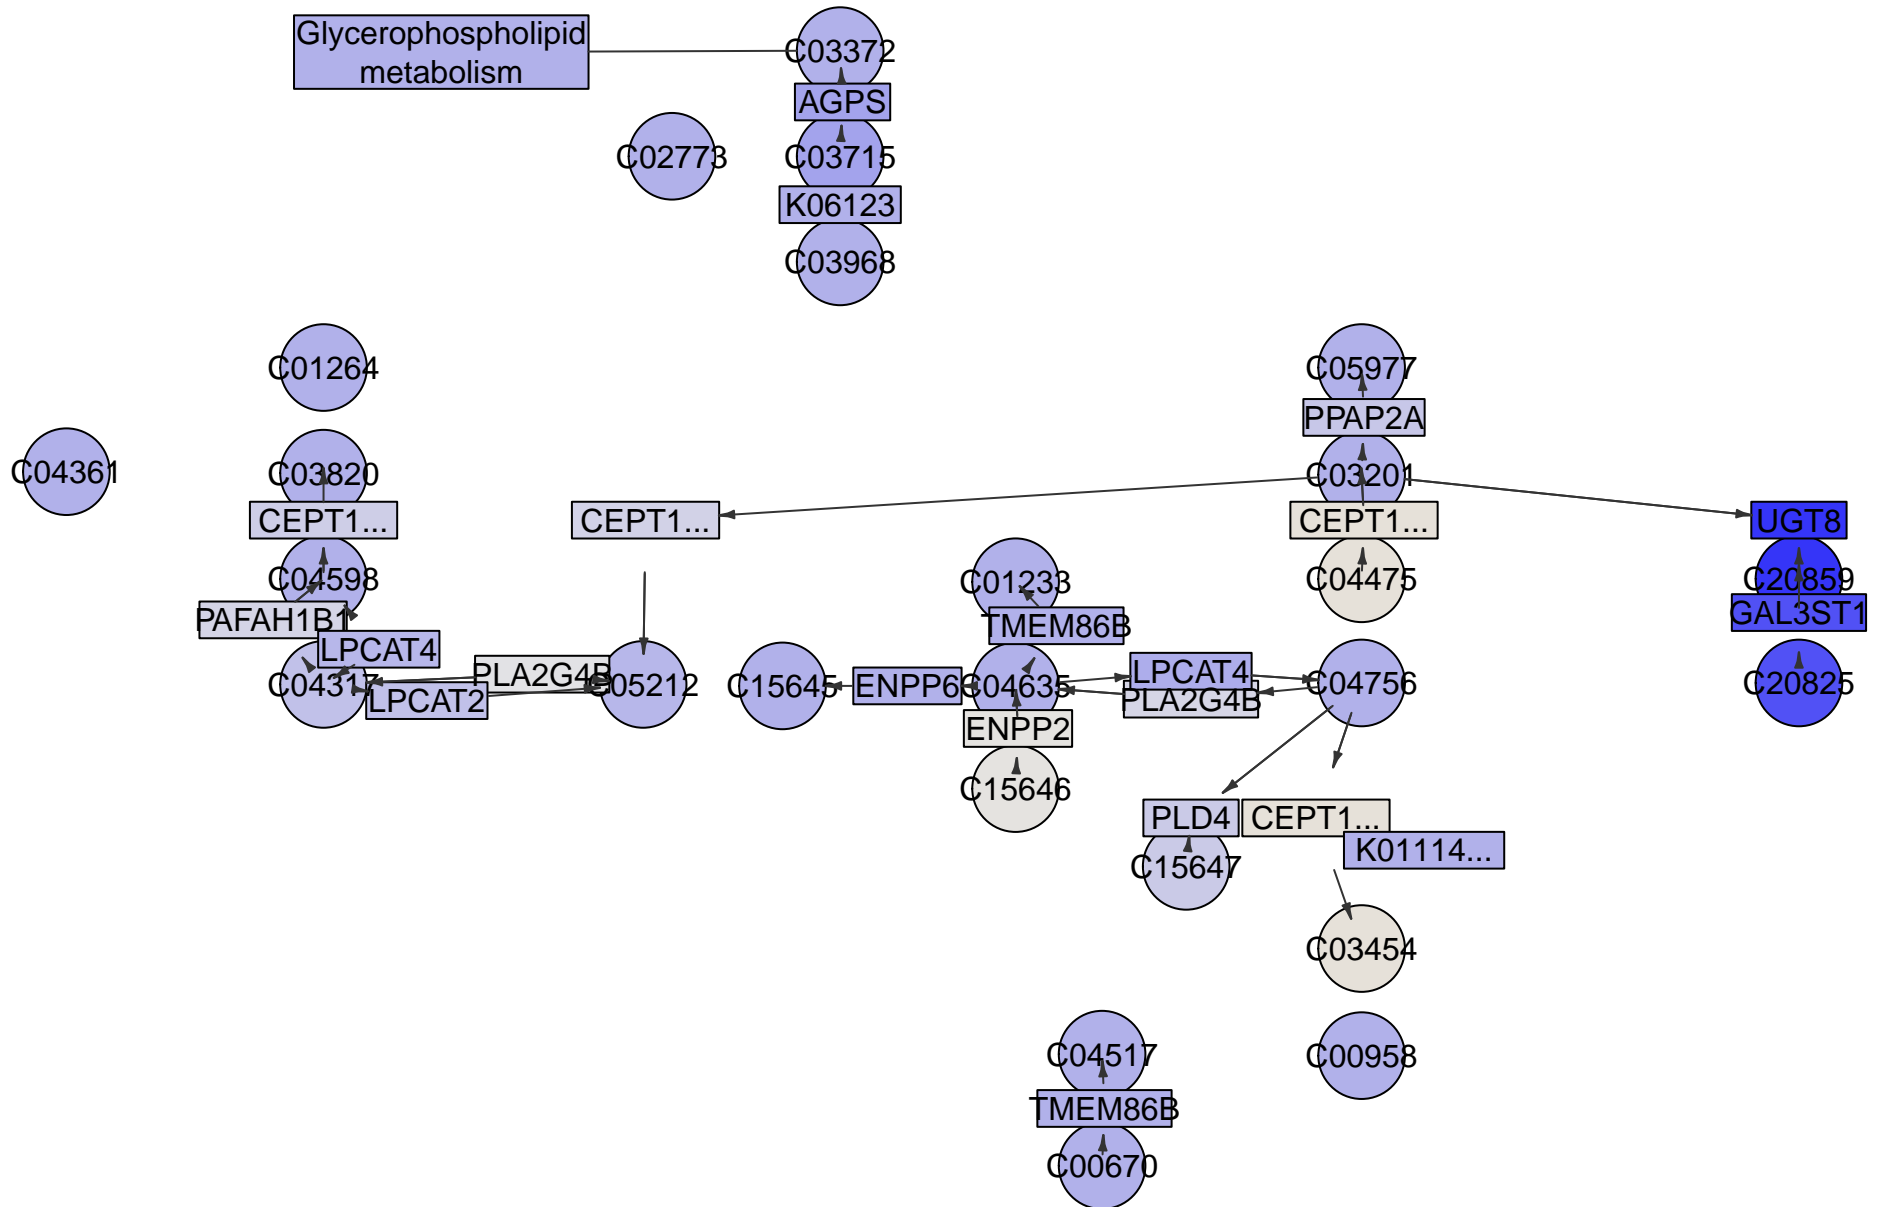 Glycerophospholipid
metabolism
C03372
AGPS
C02773
C03715
K06123
C03968
C01264
C05977
PPAP2A
C04361
C03820
C03201
CEPT1...
CEPT1...
CEPT1...
UGT8
C04598
C01233
C04475
C20859
PAFAH1B1
TMEM86B
GAL3ST1
LPCAT4
C04317
PLA2G4B
LPCAT2
C05212
C15645
ENPP6
C04635
LPCAT4
PLA2G4B
C04756
C20825
ENPP2
C15646
PLD4
CEPT1...
K01114...
C15647
C03454
C04517
C00958
TMEM86B
C00670